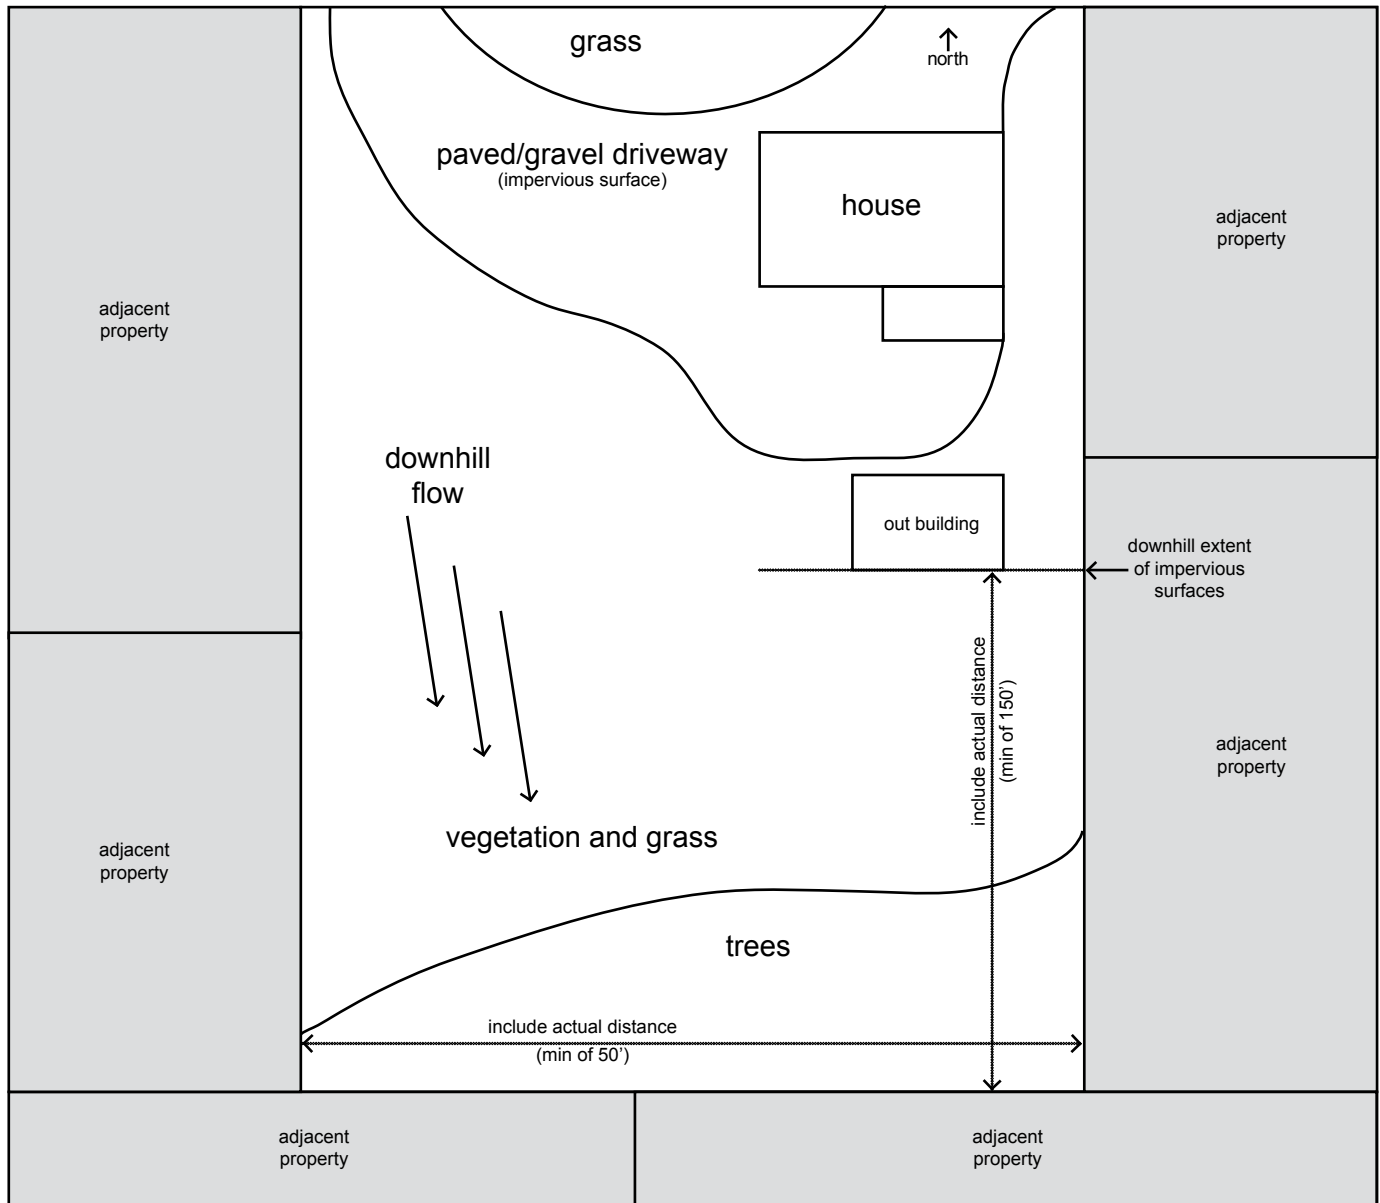 grass
north
paved/gravel driveway
(impervious surface)
house
adjacent
property
adjacent
property
downhill
flow
out building
downhill extent
of impervious
surfaces
include actual distance
(min of 150’)
adjacent
property
vegetation and grass
adjacent
property
trees
include actual distance
(min of 50’)
adjacent
property
adjacent
property